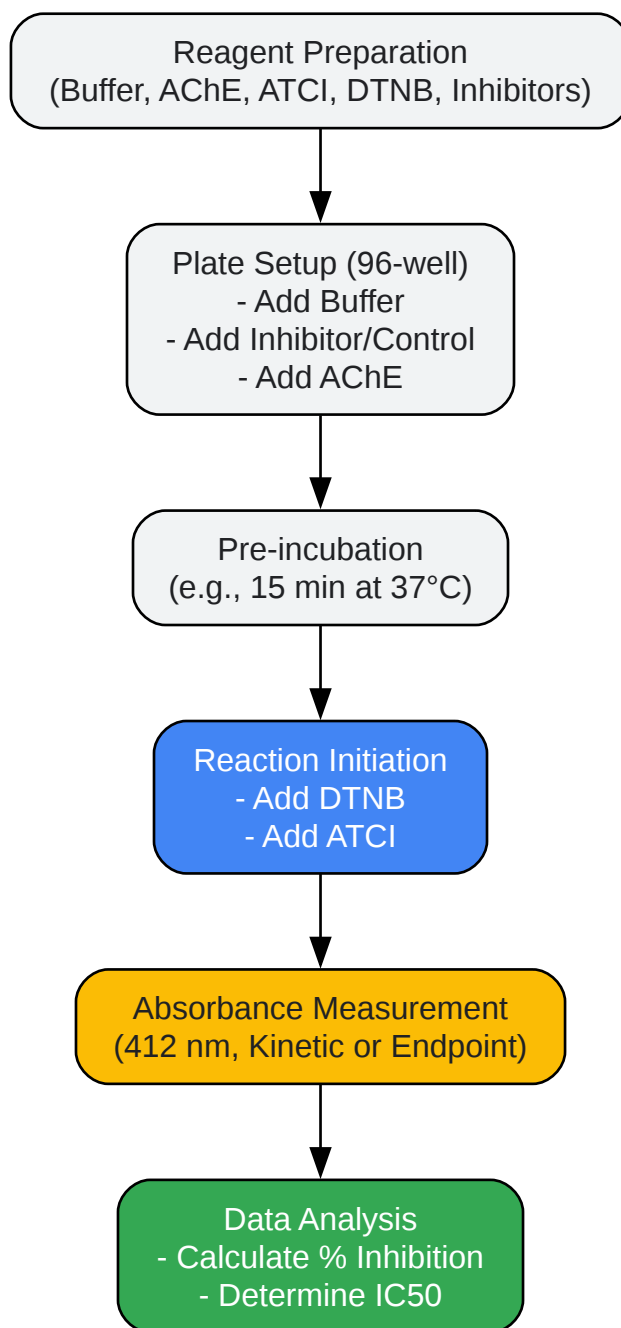 Reagent Preparation
(Buffer, AChE, ATCI, DTNB, Inhibitors)
Plate Setup (96-well)
- Add Buffer
- Add Inhibitor/Control
- Add AChE
Pre-incubation
(e.g., 15 min at 37°C)
Reaction Initiation
- Add DTNB
- Add ATCI
Absorbance Measurement
(412 nm, Kinetic or Endpoint)
Data Analysis
- Calculate % Inhibition
- Determine IC50